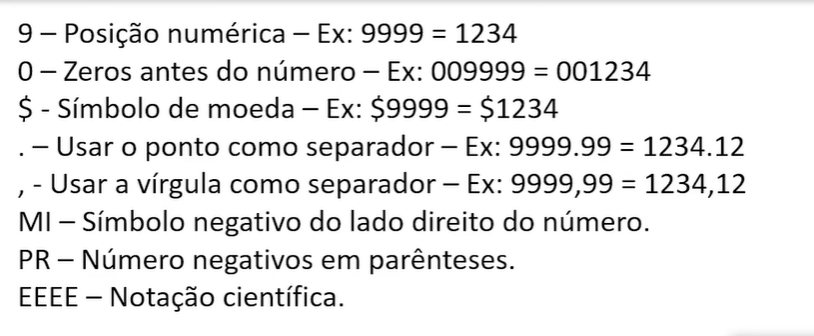 9 – Posição numérica – Ex: 9999 = 1234
0 – Zeros antes do número – Ex: 009999 = 001234
$ - Símbolo de moeda – Ex: $9999 = $1234
. – Usar o ponto como separador – Ex: 9999.99 = 1234.12
, - Usar a vírgula como separador – Ex: 9999,99 = 1234,12
MI – Símbolo negativo do lado direito do número.
PR – Número negativos em parênteses.
EEEE – Notação científica.